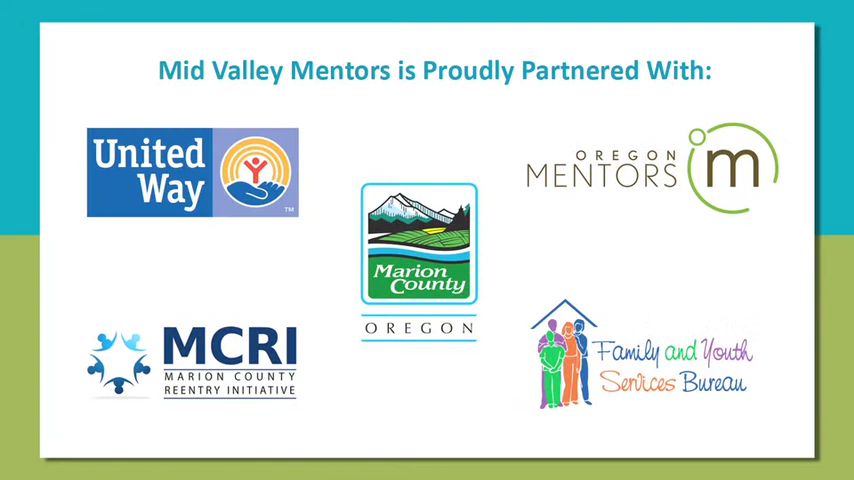 Mid Valley Mentors is Proudly Partnered With:
United
Way
TM
OREGON
MENTORS
m
Marion
County
OREGON
MCRI
MARION COUNTY
REENTRY INITIATIVE
Family and Youth
Services Bureau